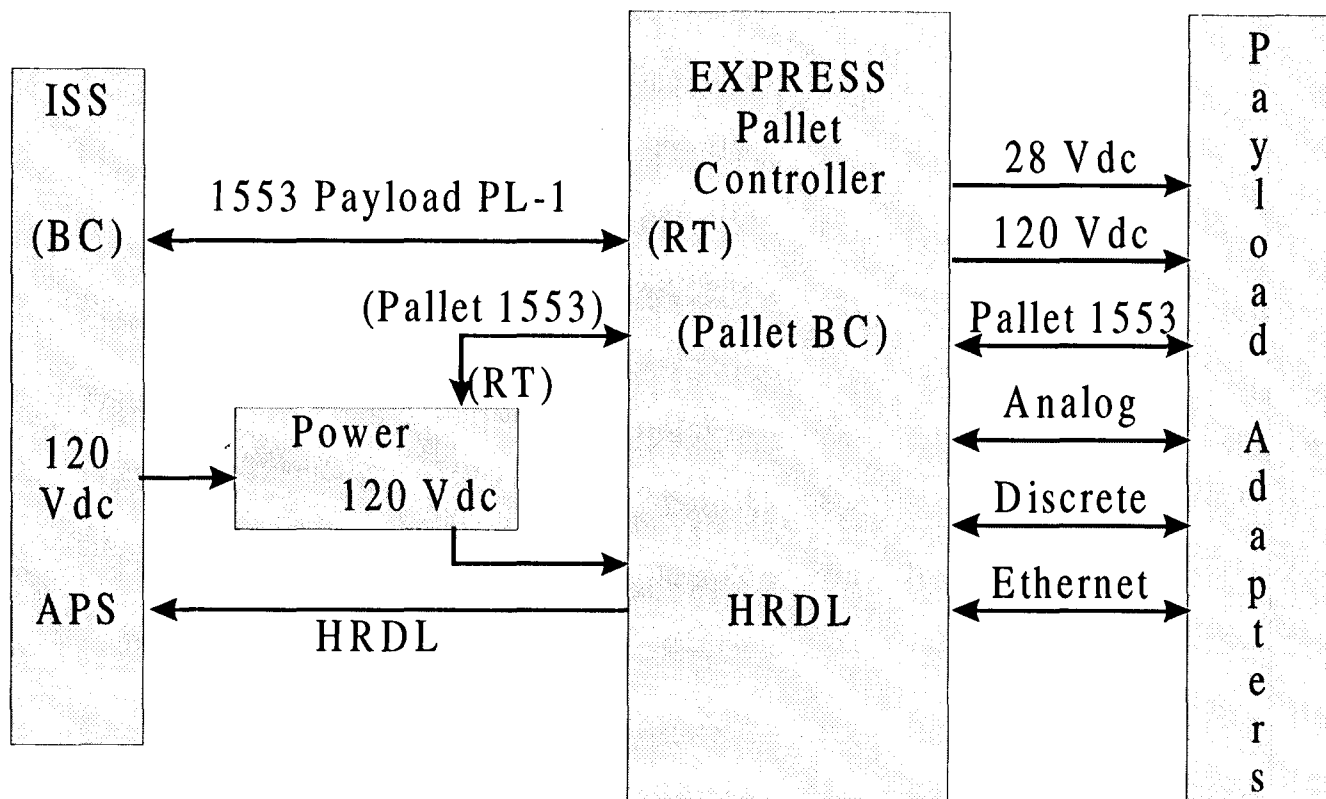 ISS
(BC)
120
Vdc
APS
1553 Payload PL-1
(Pallet 1553)
(RT)
Power
120 Vdc
HRDL
EXPRESS
Pallet
Controller
(RT)
(Pallet BC)
HRDL
28 Vdc
120 Vdc
Pallet 1553
Analog
Discrete
Ethernet
Payload Adapters